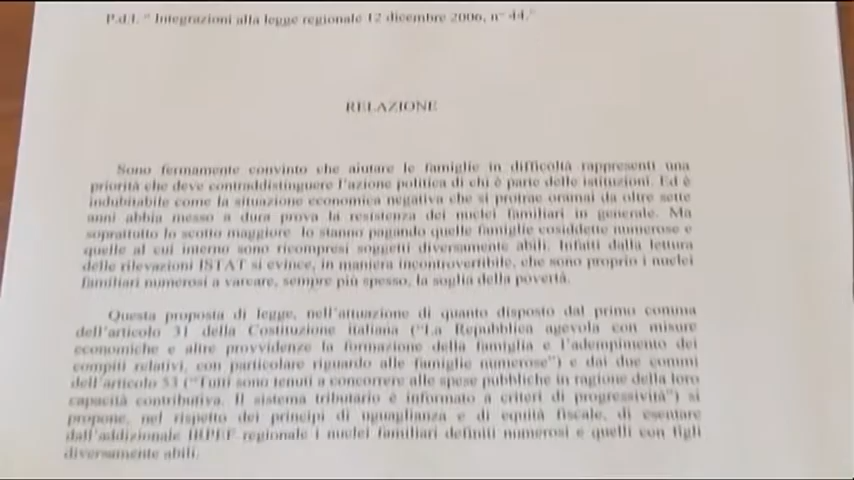 P.d.l. " Integrazioni alla legge regionale 12 dicembre 2006, n° 44."
RELAZIONE
Sono fermamente convinto che aiutare le famiglie in difficoltà rappresenti una
priorità che deve contraddistinguere l'azione politica di chi è parte delle istituzioni. Ed è
indubitabile come la situazione economica negativa che si protrae oramai da oltre sette
anni abbia messo a dura prova la resistenza dei nuclei familiari in generale. Ma
soprattutto lo scotto maggiore lo stanno pagando quelle famiglie cosiddette numerose e
quelle al cui interno sono ricompresi soggetti diversamente abili. Infatti dalla lettura
delle rilevazioni ISTAT si evince, in maniera incontrovertibile, che sono proprio i nuclei
familiari numerosi a varcare, sempre più spesso, la soglia della povertà.
Questa proposta di legge, nell'attuazione di quanto disposto dal primo comma
dell'articolo 31 della Costituzione italiana ("La Repubblica agevola con misure
economiche e altre provvidenze la formazione della famiglia e l'adempimento dei
compiti relativi, con particolare riguardo alle famiglie numerose") e dai due commi
dell'articolo 53 ("Tutti sono tenuti a concorrere alle spese pubbliche in ragione della loro
capacità contributiva. Il sistema tributario è informato a criteri di progressività") si
propone, nel rispetto dei principi di uguaglianza e di equità fiscale, di esentare
dall'addizionale IRPEF regionale i nuclei familiari definiti numerosi e quelli con figli
diversamente abili.